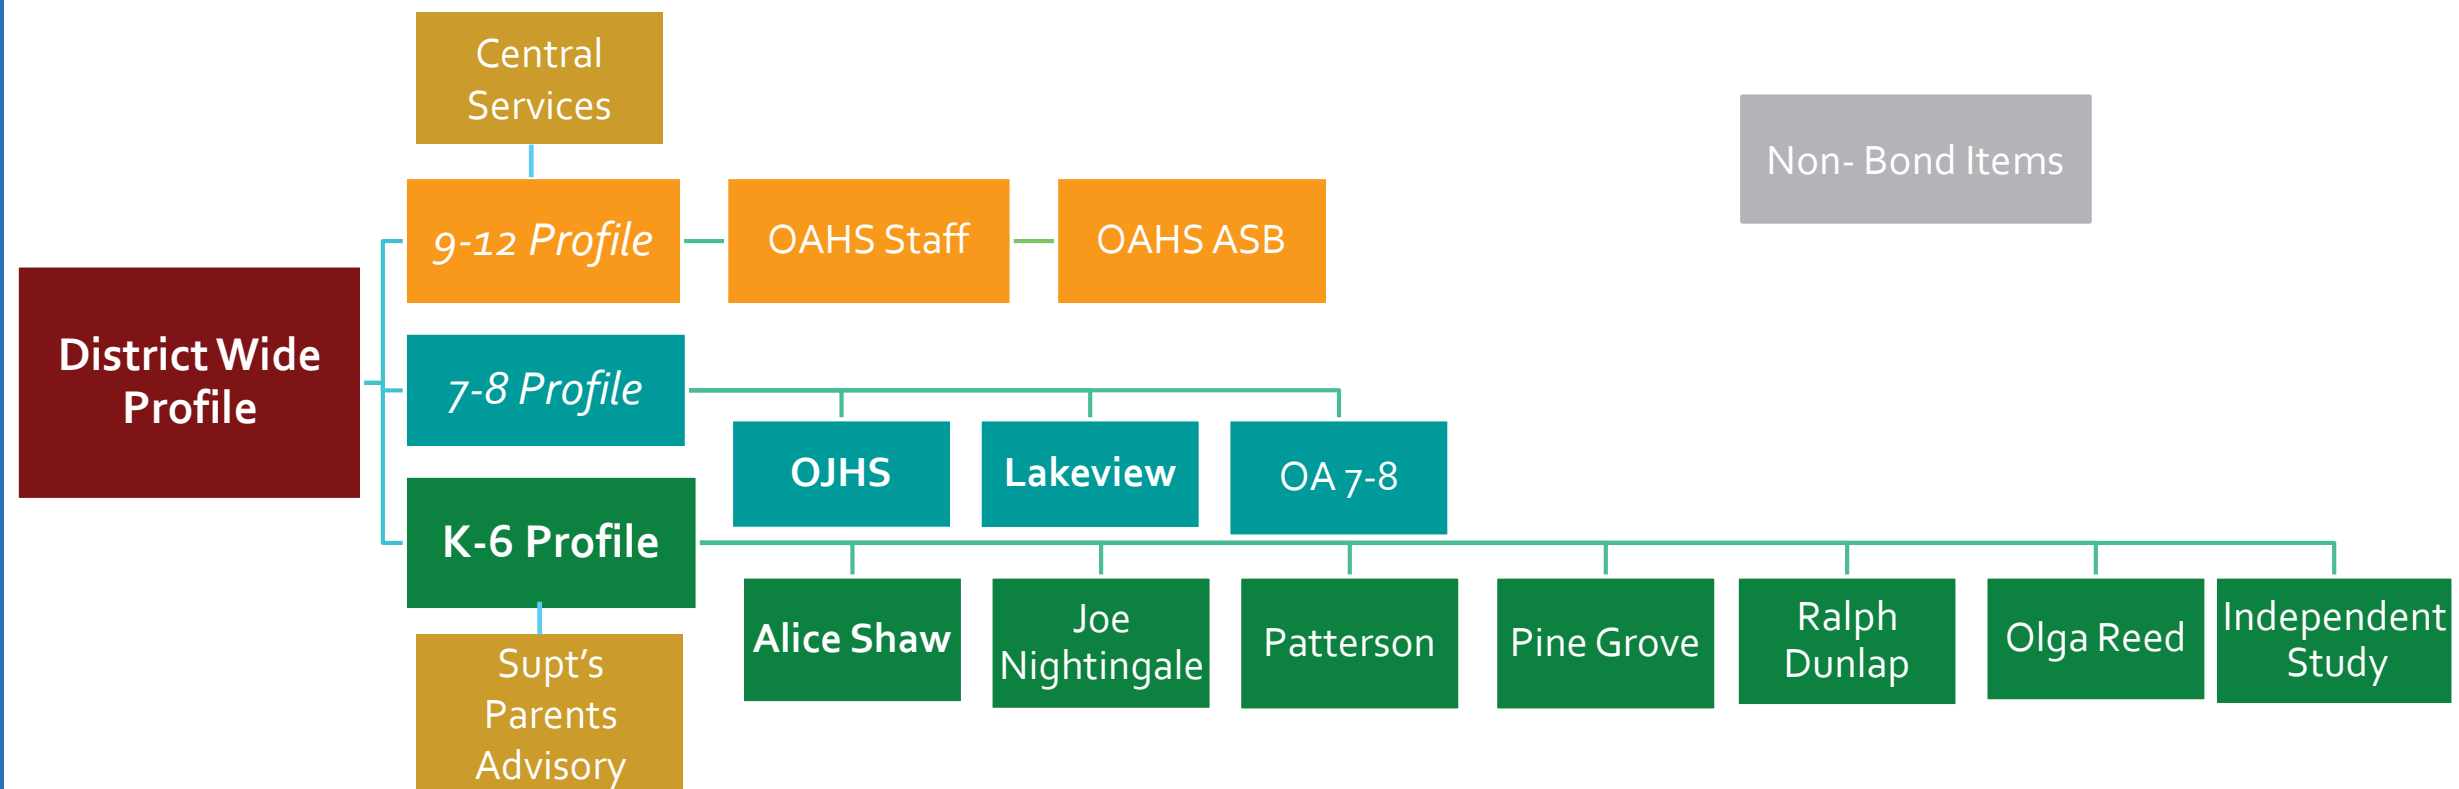 Central
Services
Non- Bond Items
9-12 Profile
OAHS Staff
OAHS ASB
District Wide
Profile
7-8 Profile
OJHS
Lakeview
OA 7-8
K-6 Profile
Alice Shaw
Joe
Nightingale
Patterson
Pine Grove
Ralph
Dunlap
Olga Reed
Independent
Study
Supt's
Parents
Advisory